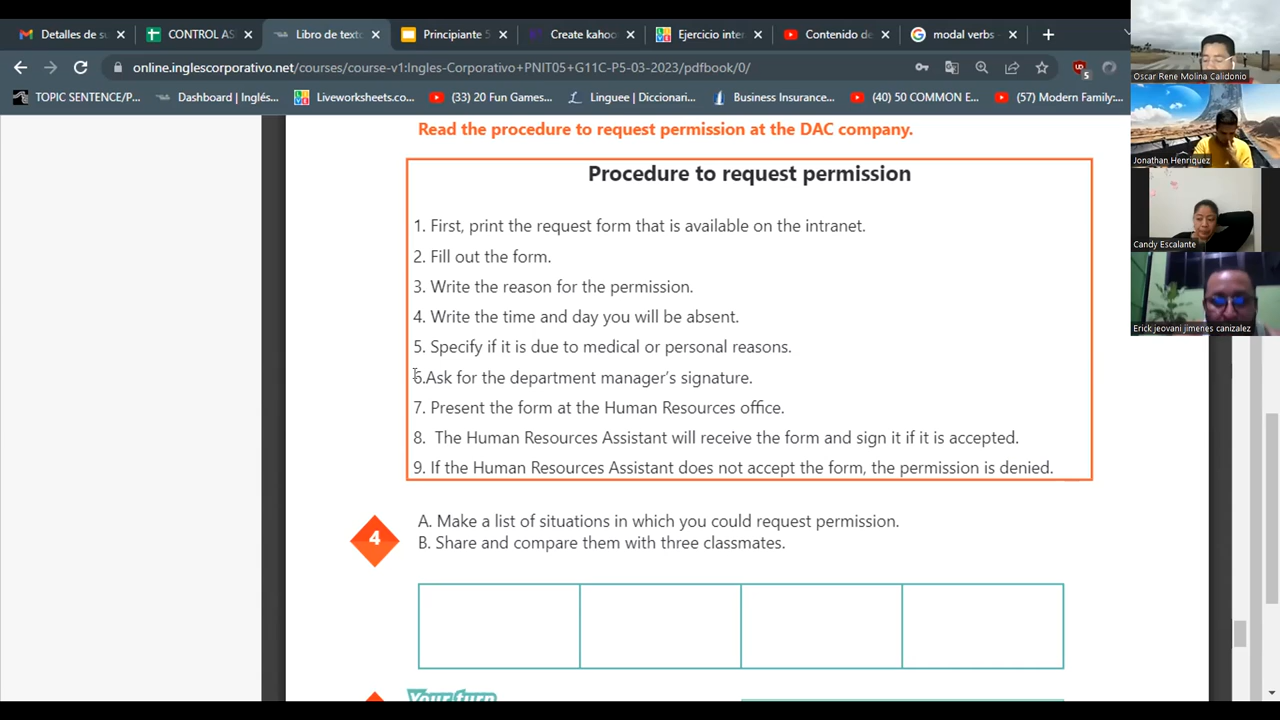 Detalles de su
CONTROL AS
Libro de texto
Principiante 5
Create kahoo
Ejercicio inter
Contenido de
modal verbs -
online.inglescorporativo.net/courses/course-v1:Ingles-Corporativo+PNIT05+G11C-P5-03-2023/pdfbook/0/
TOPIC SENTENCE/P...
Dashboard | Inglés...
Liveworksheets.co...
(33) 20 Fun Games...
Linguee | Diccionari...
Business Insurance...
(40) 50 COMMON E...
(57) Modern Family:...
Read the procedure to request permission at the DAC company.
Procedure to request permission
1. First, print the request form that is available on the intranet.
2. Fill out the form.
3. Write the reason for the permission.
4. Write the time and day you will be absent.
5. Specify if it is due to medical or personal reasons.
6.Ask for the department manager's signature.
7. Present the form at the Human Resources office.
8. The Human Resources Assistant will receive the form and sign it if it is accepted.
9. If the Human Resources Assistant does not accept the form, the permission is denied.
4
A. Make a list of situations in which you could request permission.
B. Share and compare them with three classmates.
Your turn
Oscar Rene Molina Calidonio
Jonathan Henriquez
Candy Escalante
Erick jeovani jimenes canizalez